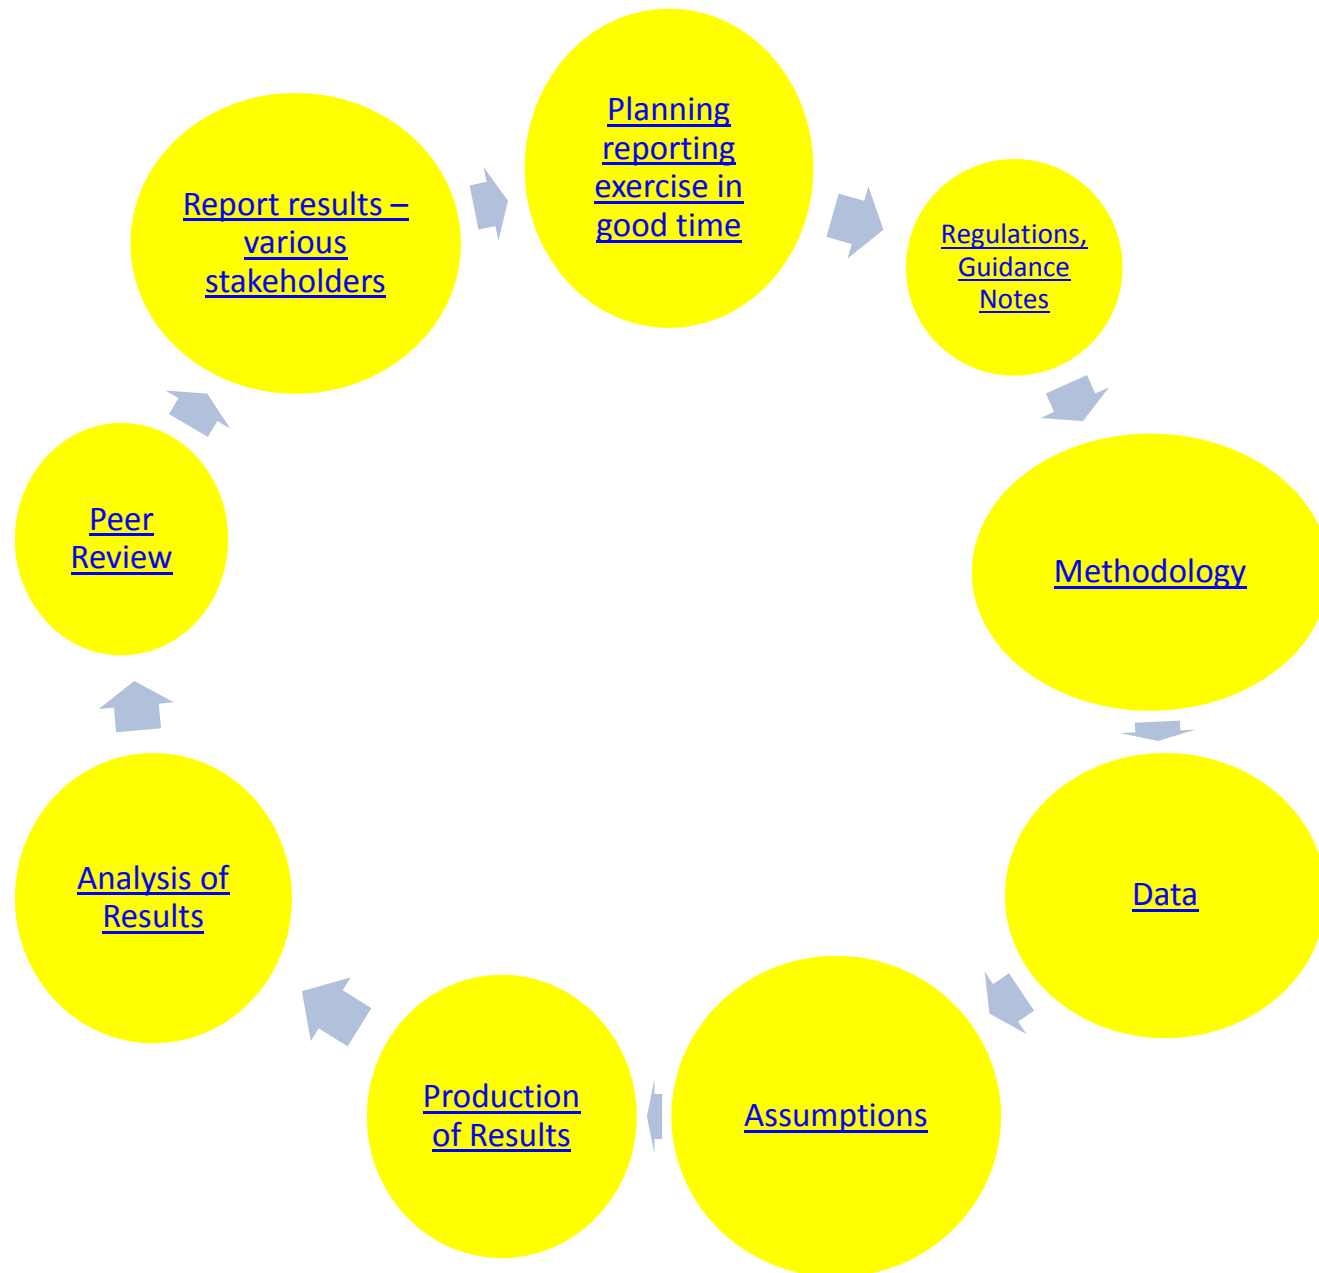 Planning
reporting
exercise in
good time
Regulations,
Guidance
Notes
Methodology
Data
Assumptions
Production
of Results
Analysis of
Results
Peer
Review
Report results –
various
stakeholders